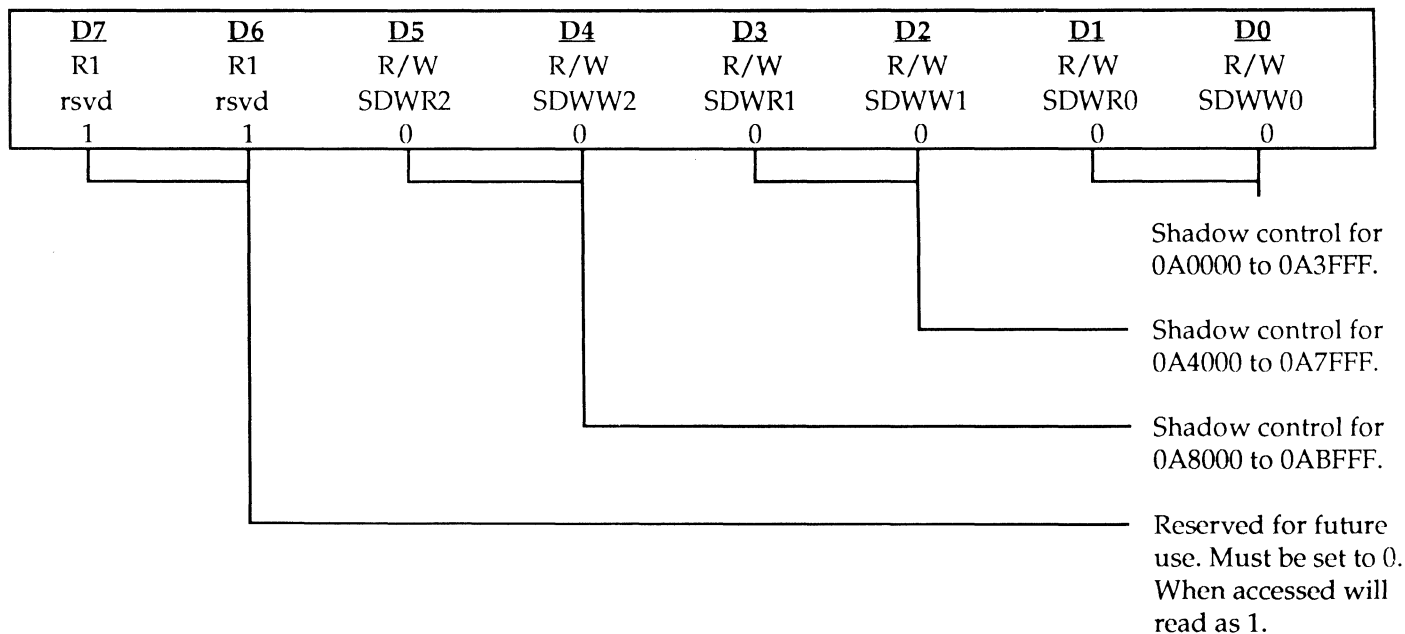 D7 D6 D5 D4 D3 D2 D1 D0
R1 R1 R/W R/W R/W R/W R/W R/W
rsvd rsvd SDWR2 SDWW2 SDWR1 SDWW1 SDWR0 SDWW0
1 1 0 0 0 0 0 0
Shadow control for
0A0000 to 0A3FFF.
Shadow control for
0A4000 to 0A7FFF.
Shadow control for
0A8000 to 0ABFFF.
Reserved for future
use. Must be set to 0.
When accessed will
read as 1.